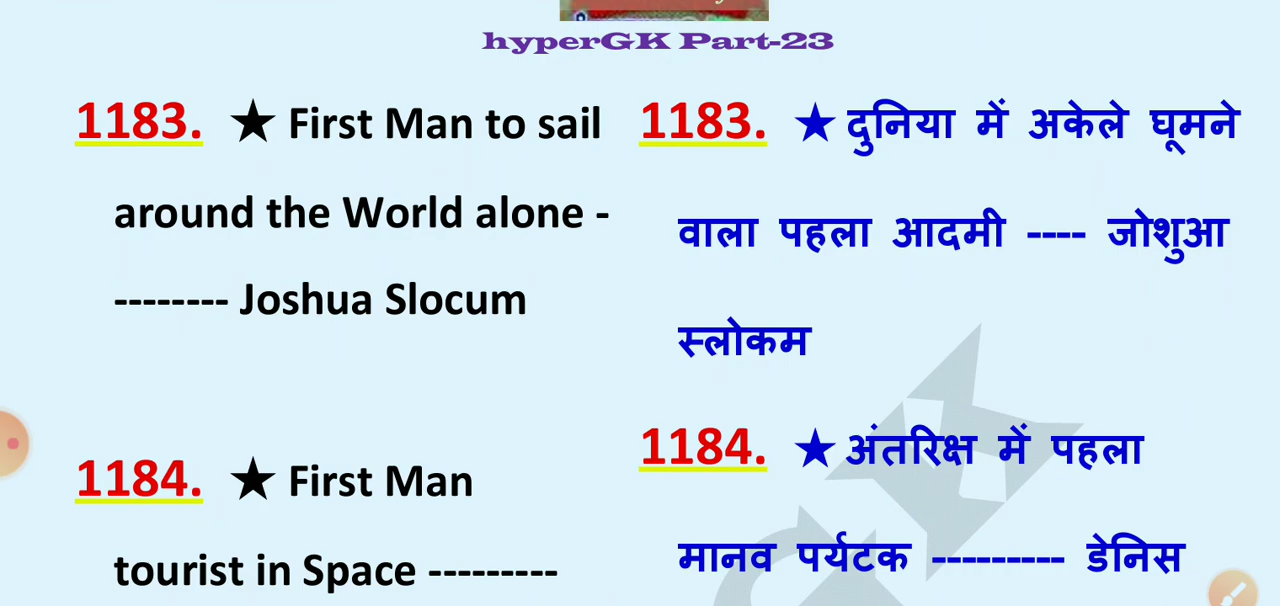 hyperGK Part-23
1183. ★ First Man to sail
around the World alone -
-------- Joshua Slocum
1184. ★ First Man
tourist in Space ---------
1183. ★ दुनिया में अकेले घूमने
वाला पहला आदमी ---- जोशुआ
स्लोकम
1184. ★ अंतरिक्ष में पहला
मानव पर्यटक --------- डेनिस